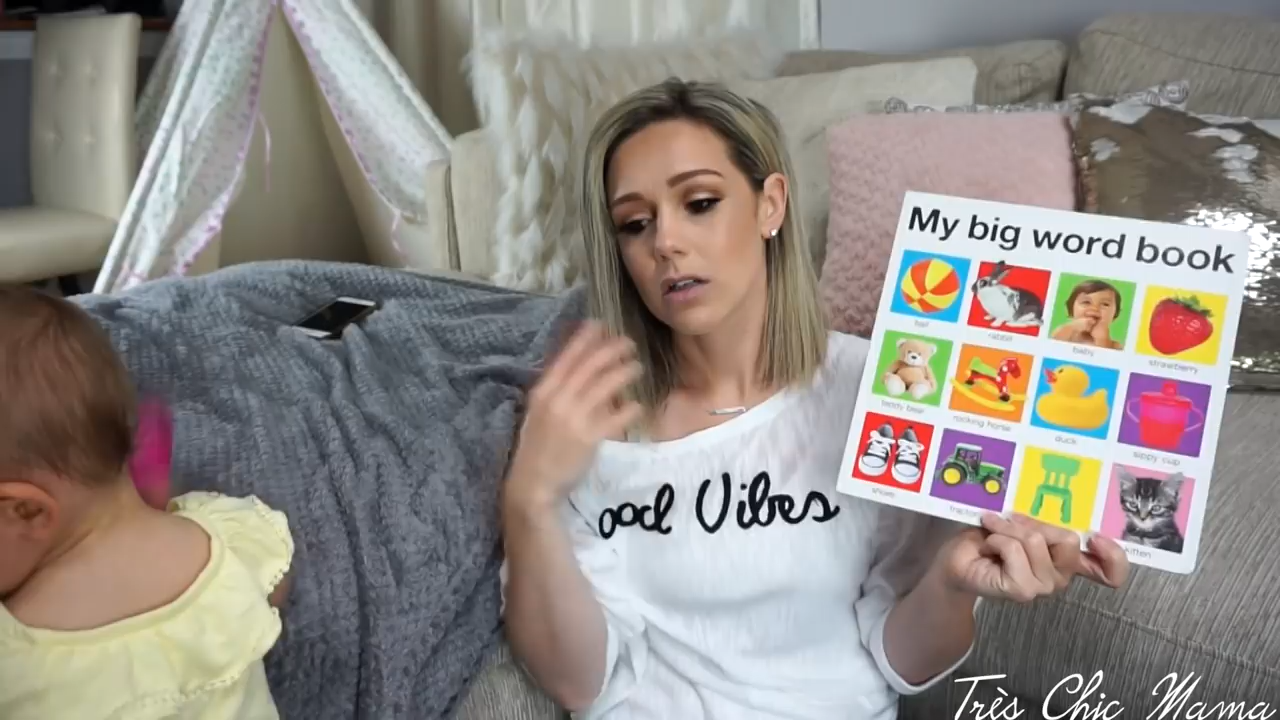 My big word book
ball rabbit baby strawberry
teddy bear rocking horse duck sippy cup
shoes tractor kitten
ood Vibes
Très Chic Mama